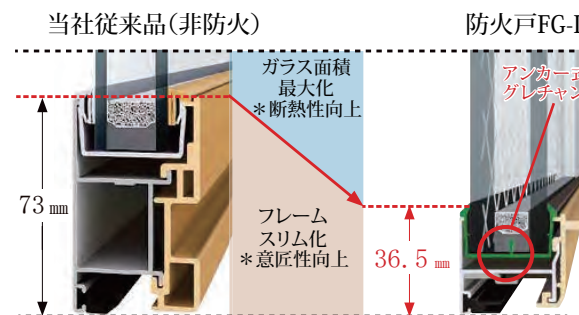 当社従来品(非防火)
防火戸FG-
ガラス面積
最大化
＊断熱性向上
アンカー
グレチャン
73㎜
フレーム
スリム化
＊意匠性向上
36.5㎜